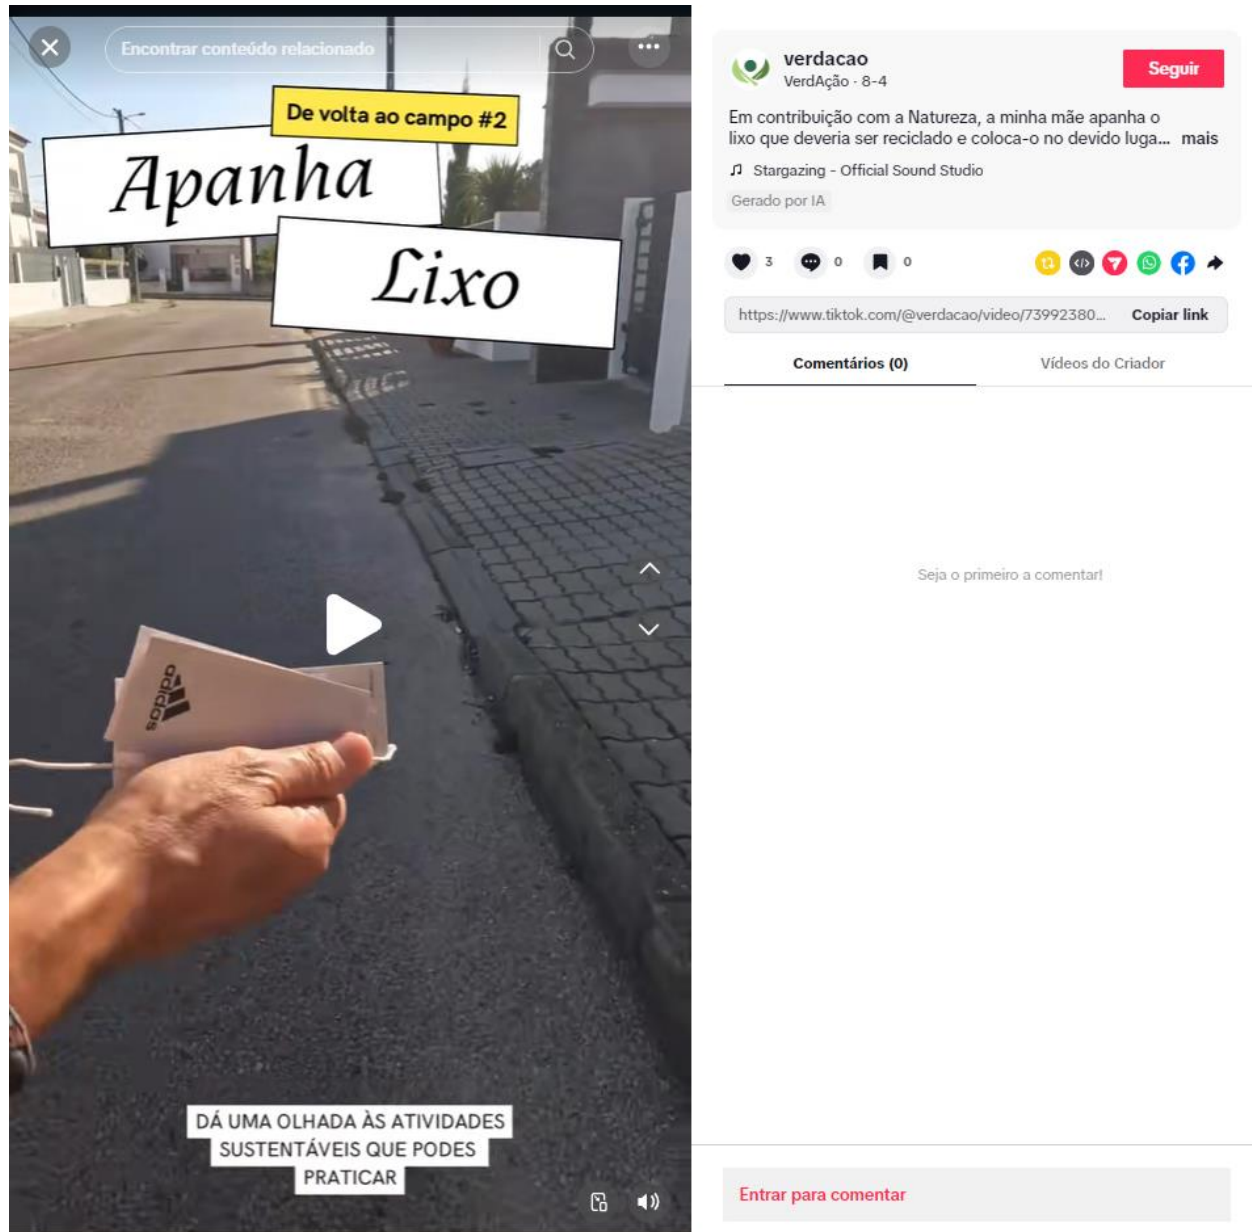 Encontrar conteúdo relacionado
De volta ao campo #2
Apanha
Lixo
adidas
DÁ UMA OLHADA ÀS ATIVIDADES
SUSTENTÁVEIS QUE PODES
PRATICAR
verdacao
VerdAção · 8-4
Seguir
Em contribuição com a Natureza, a minha mãe apanha o
lixo que deveria ser reciclado e coloca-o no devido luga... mais
Stargazing - Official Sound Studio
Gerado por IA
3 0 0
https://www.tiktok.com/@verdacao/video/73992380... Copiar link
Comentários (0) Vídeos do Criador
Seja o primeiro a comentar!
Entrar para comentar